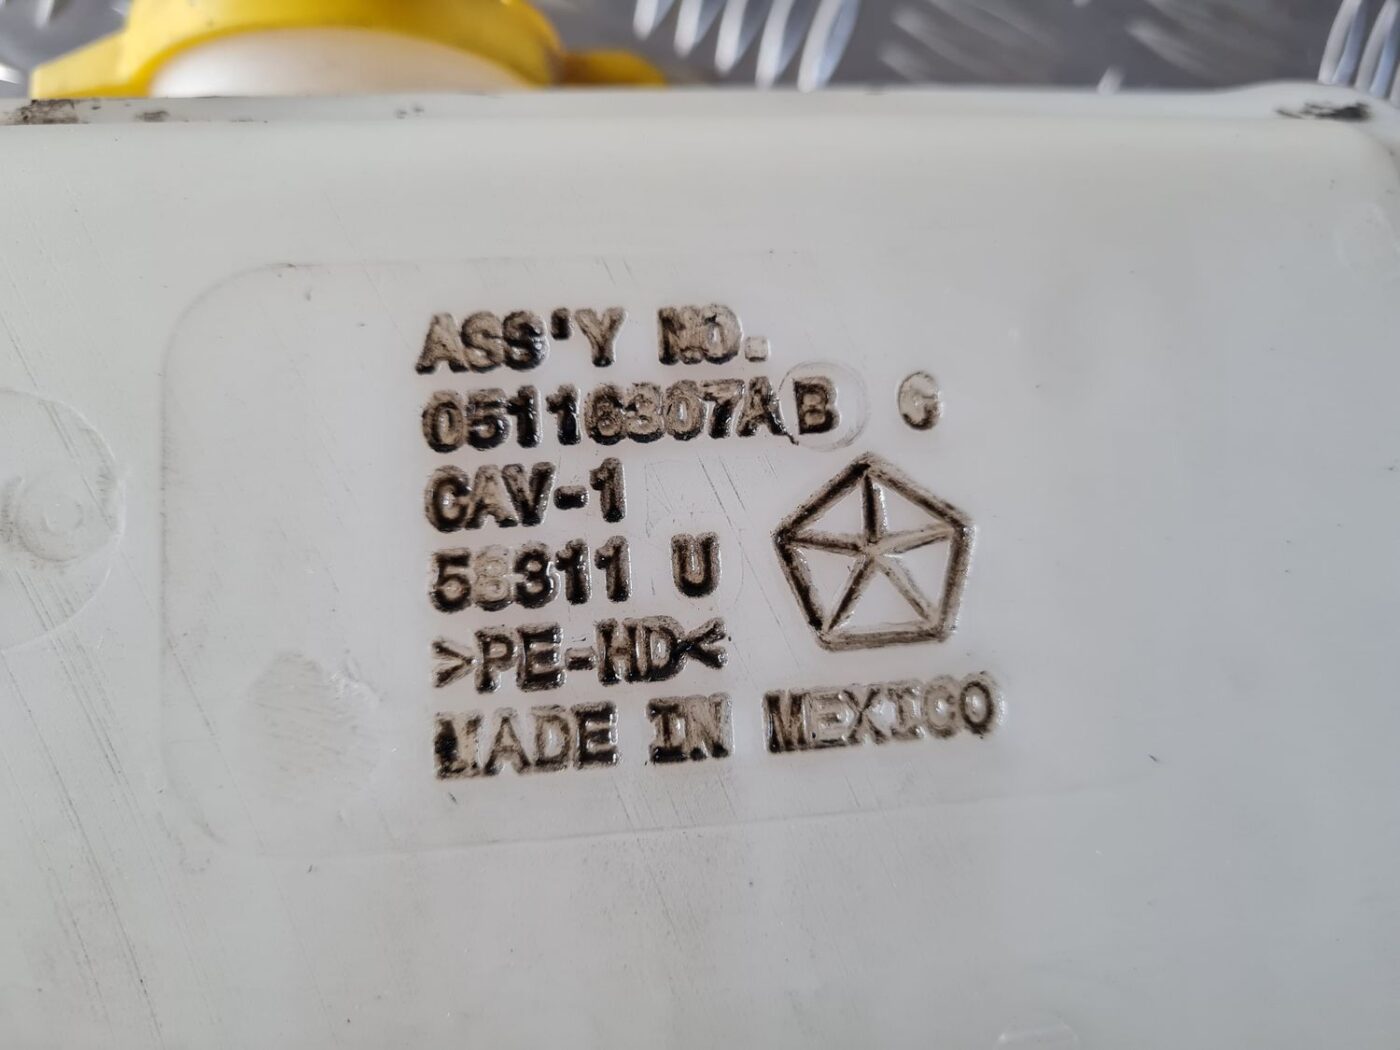 ASS'Y NO.
05116307AB G
CAV-1
58311 U
>PE-HD<
MADE IN MEXICO